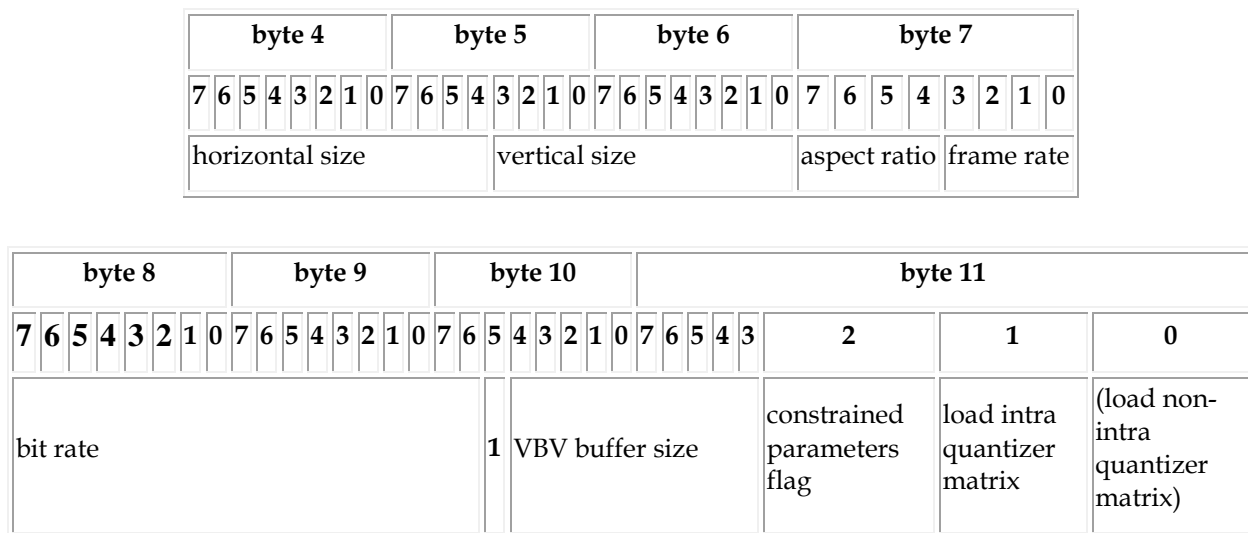 byte 4 byte 5 byte 6 byte 7
7 6 5 4 3 2 1 0 7 6 5 4 3 2 1 0 7 6 5 4 3 2 1 0 7 6 5 4 3 2 1 0
horizontal size vertical size aspect ratio frame rate
byte 8 byte 9 byte 10 byte 11
7 6 5 4 3 2 1 0 7 6 5 4 3 2 1 0 7 6 5 4 3 2 1 0 7 6 5 4 3 2 1 0
bit rate 1 VBV buffer size
constrained
parameters
flag
load intra
quantizer
matrix
(load non-
intra
quantizer
matrix)